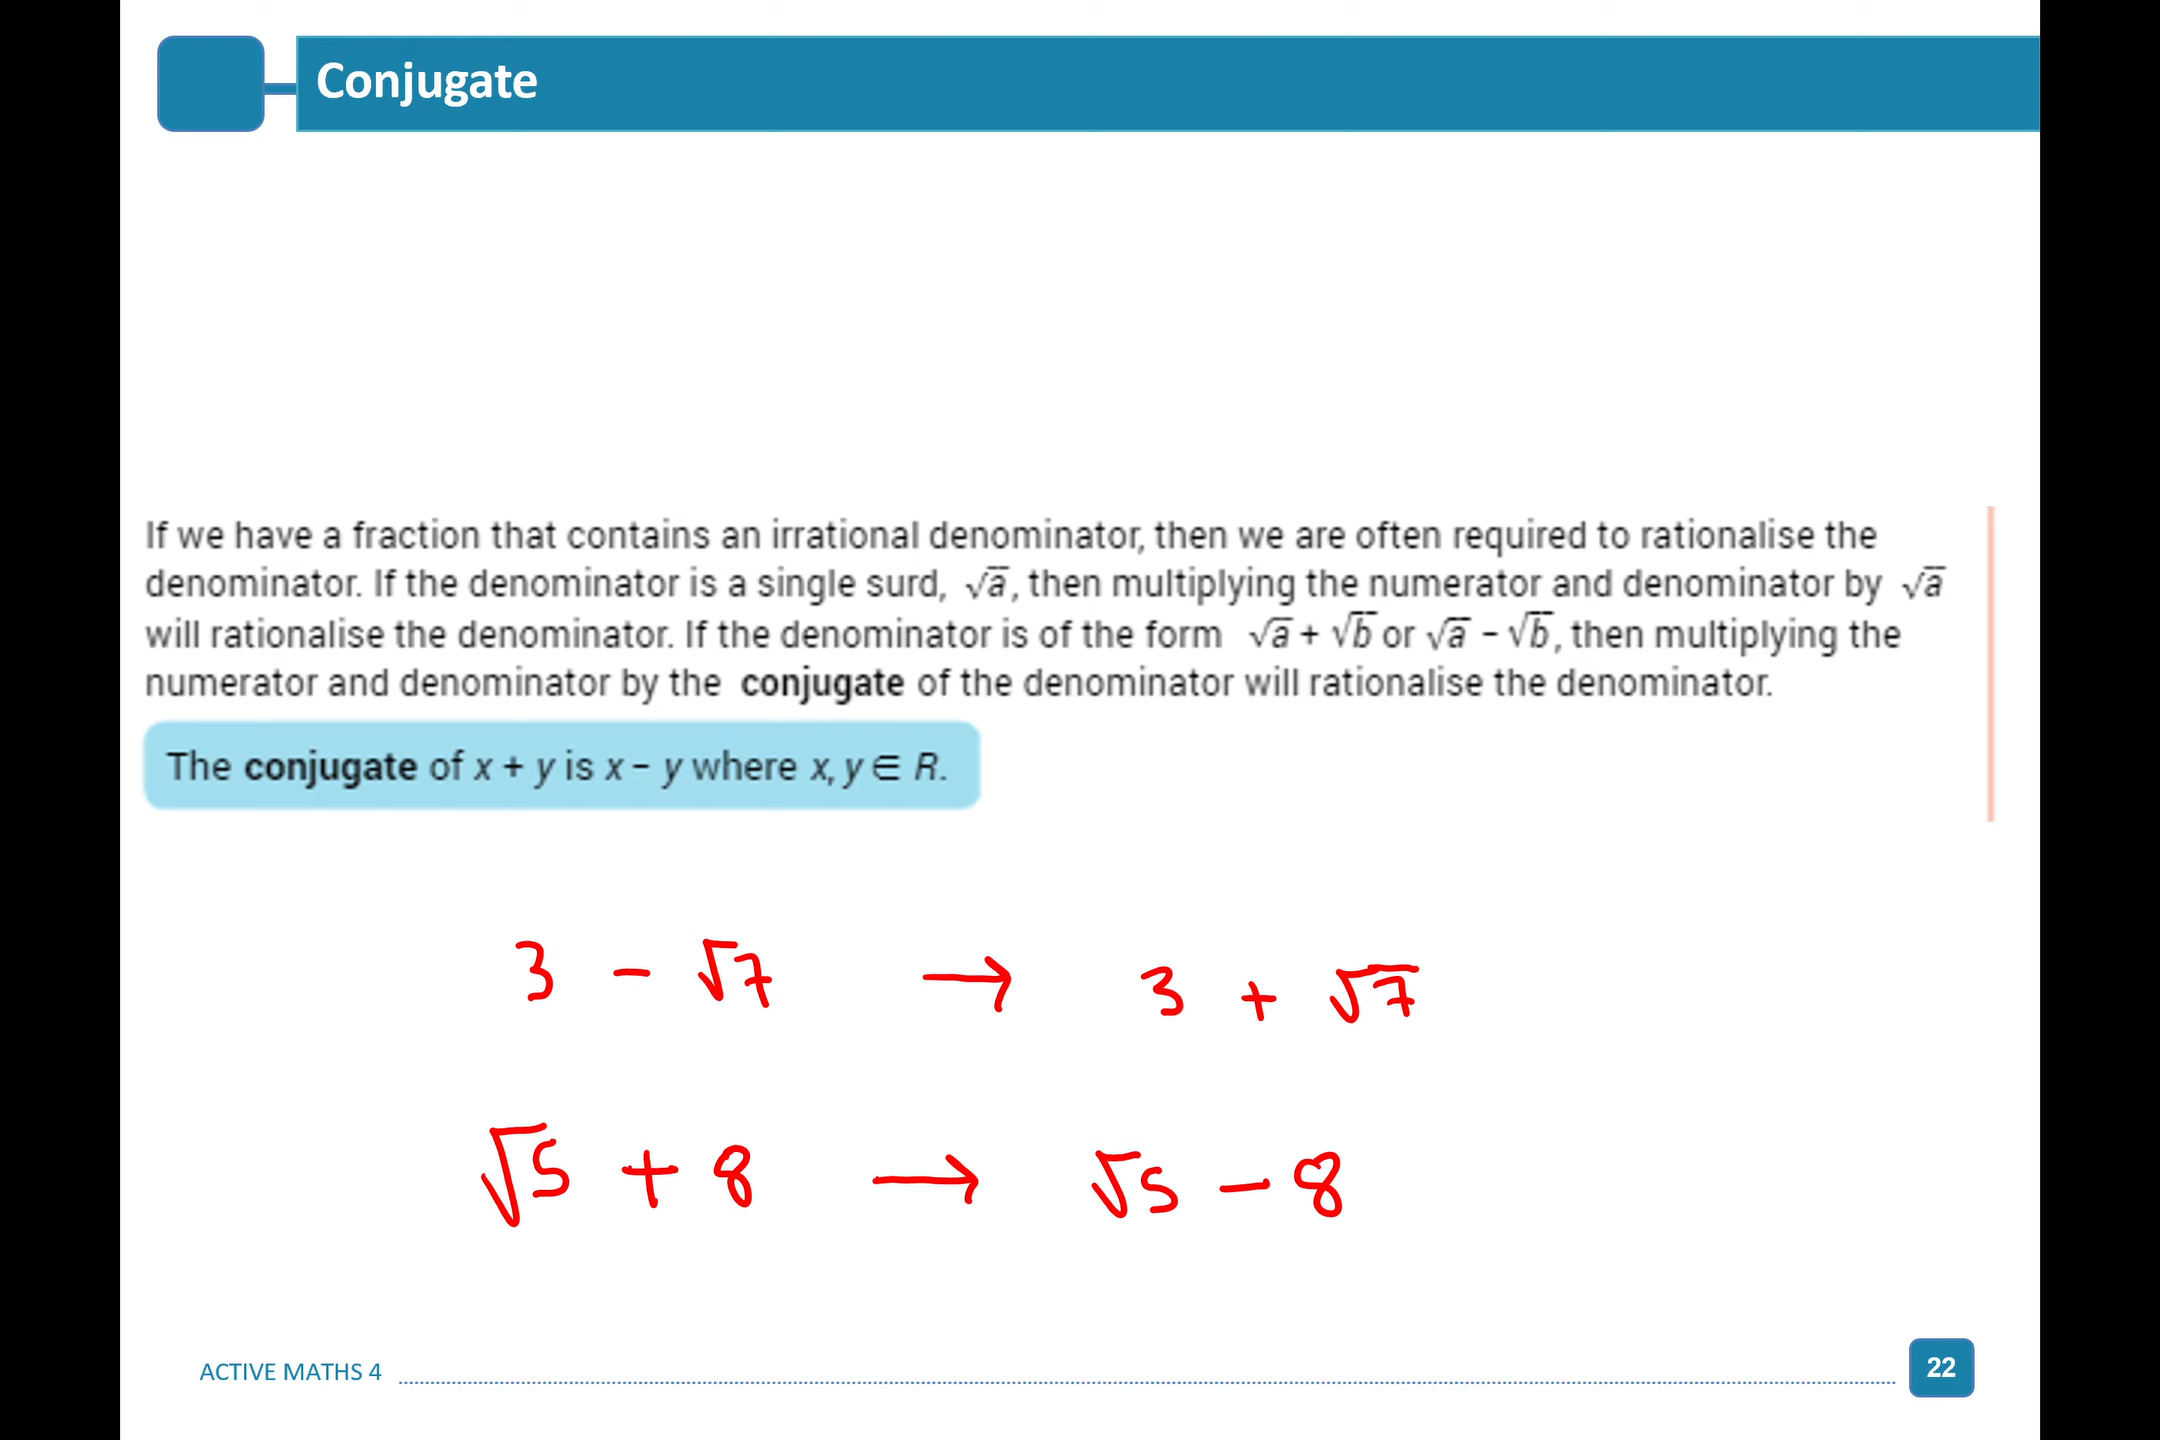 Conjugate
If we have a fraction that contains an irrational denominator, then we are often required to rationalise the
denominator. If the denominator is a single surd, √a, then multiplying the numerator and denominator by √a
will rationalise the denominator. If the denominator is of the form √a + √b or √a − √b, then multiplying the
numerator and denominator by the conjugate of the denominator will rationalise the denominator.
The conjugate of x + y is x − y where x, y ∈ R.
3 − √7 → 3 + √7
√5 + 8 → √5 − 8
ACTIVE MATHS 4
22